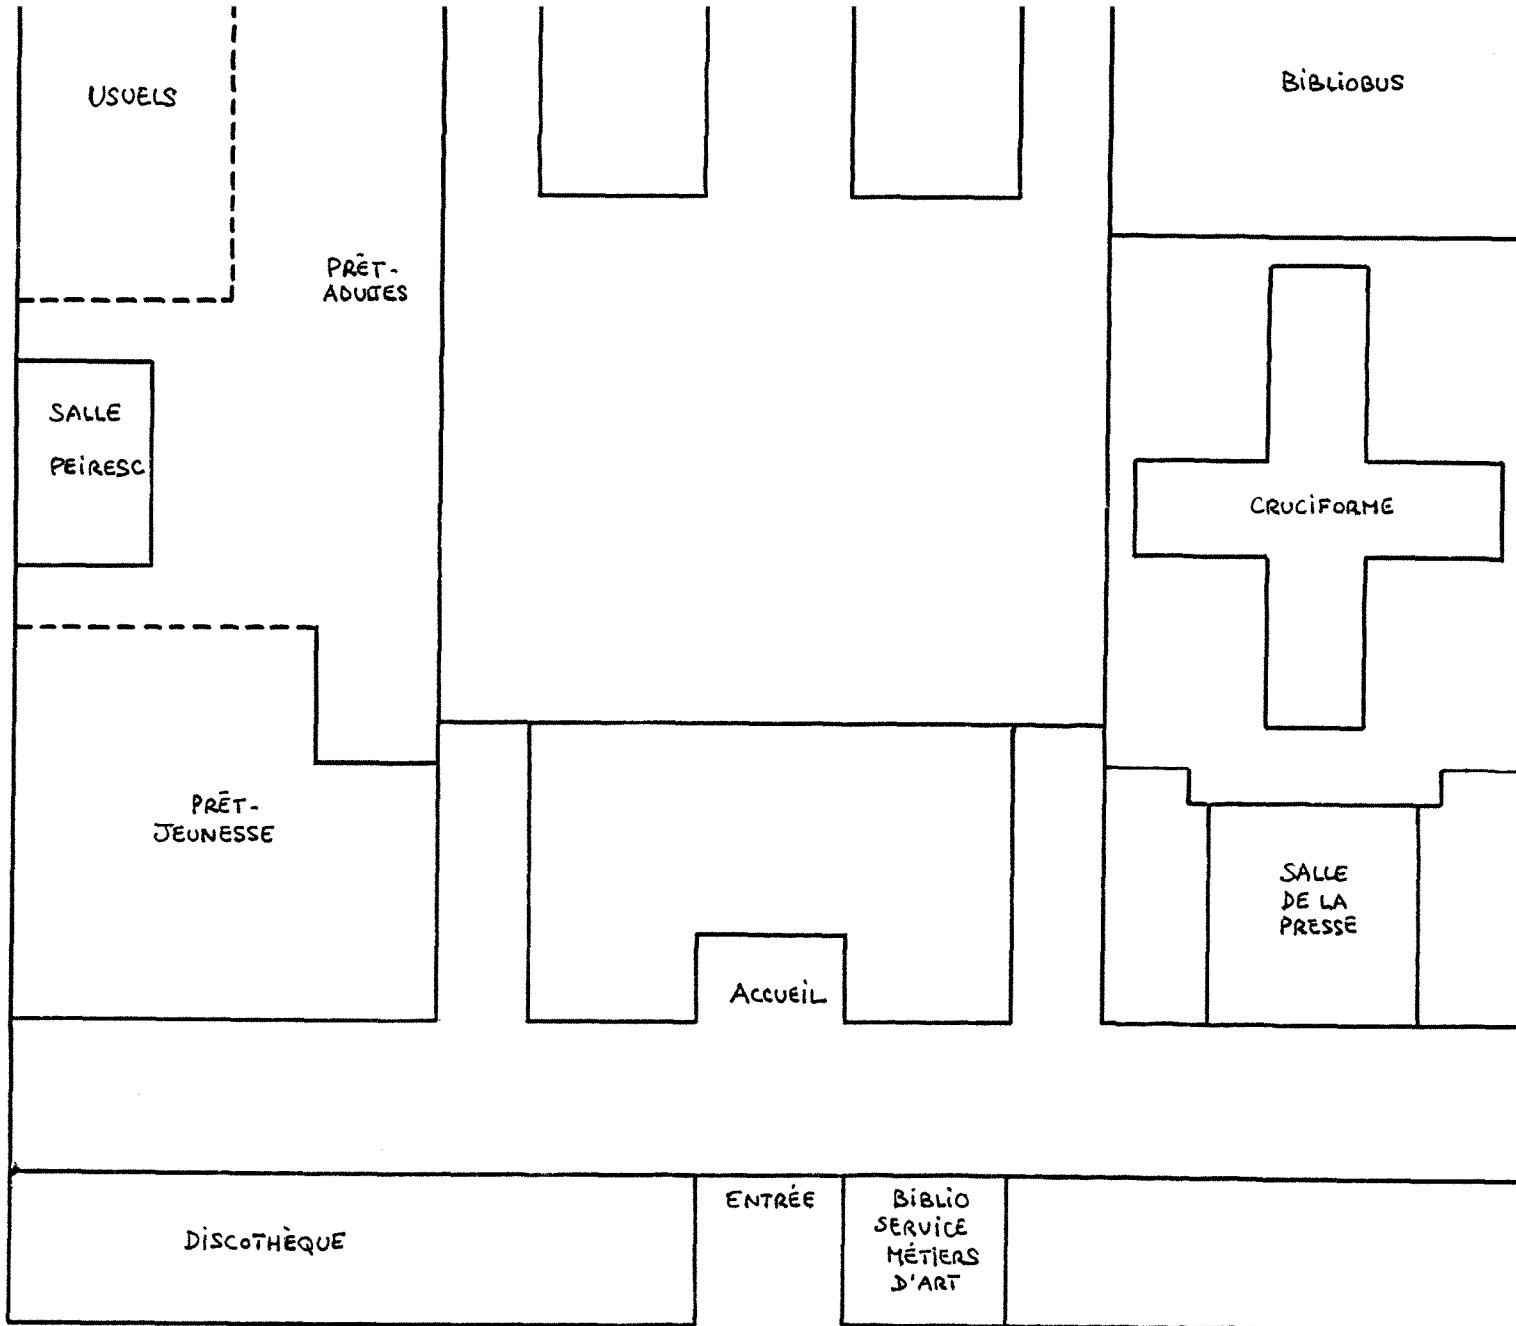 USUELS
BiBLiOBUS
PRÊT-
ADULTES
SALLE
PEiRESC
CRUCiFORME
PRÊT-
JEUNESSE
SALLE
DE LA
PRESSE
ACCUEiL
ENTRÉE
BiBLiO
SERViCE
MÉTiERS
D'ART
DiSCOTHÈQUE